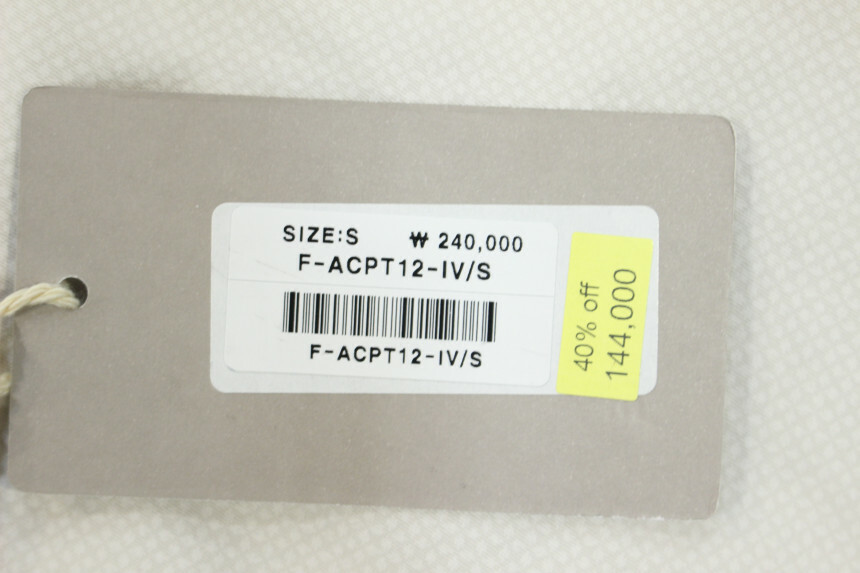 SIZE:S ₩ 240,000
F-ACPT12-IV/S
F-ACPT12-IV/S
40% off
144,000